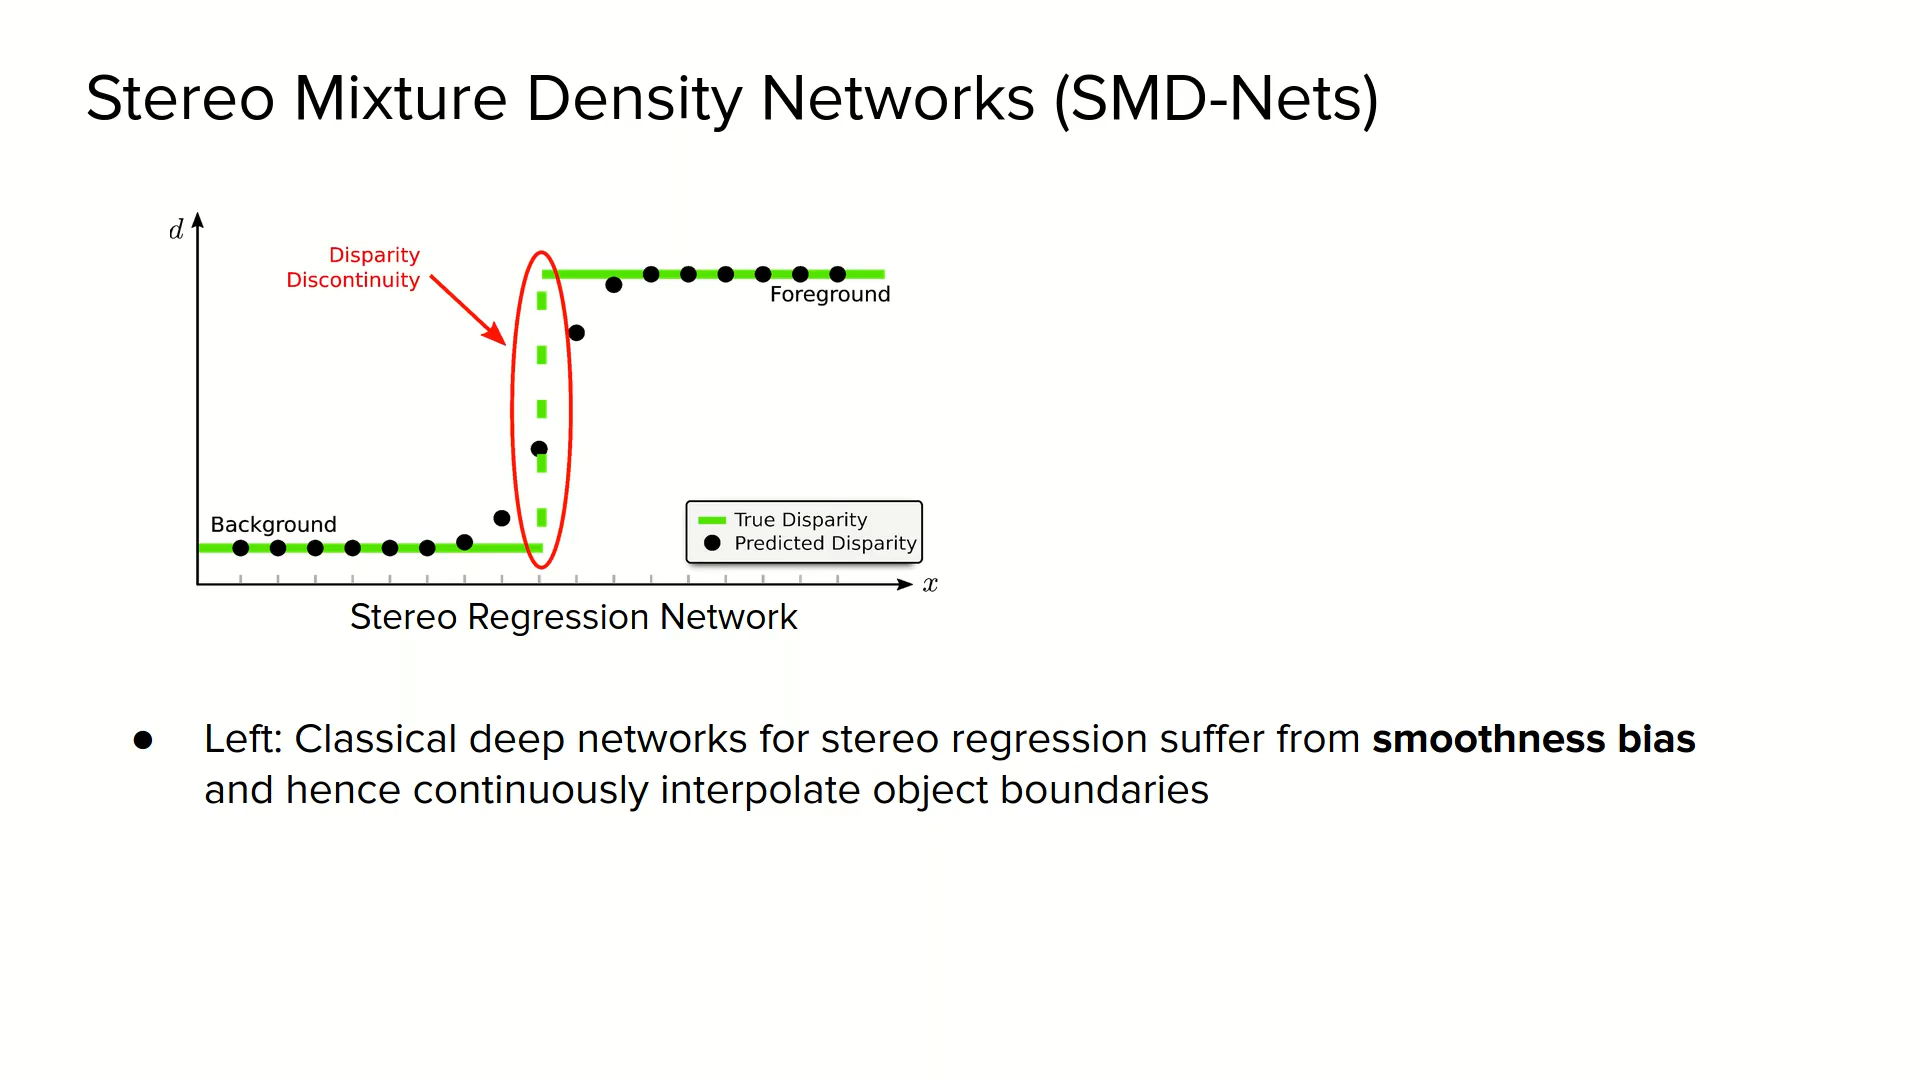 Stereo Mixture Density Networks (SMD-Nets)
d
Disparity
Discontinuity
Foreground
Background
True Disparity
Predicted Disparity
x
Stereo Regression Network
● Left: Classical deep networks for stereo regression suffer from smoothness bias
and hence continuously interpolate object boundaries